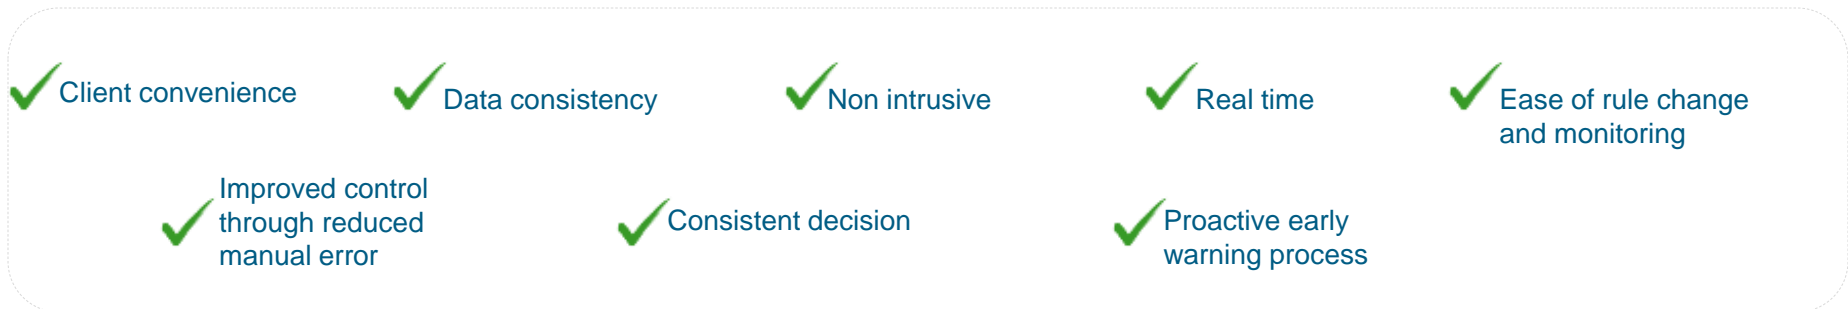 Client convenience
Data consistency
Non intrusive
Real time
Ease of rule change
and monitoring
Improved control
through reduced
manual error
Consistent decision
Proactive early
warning process